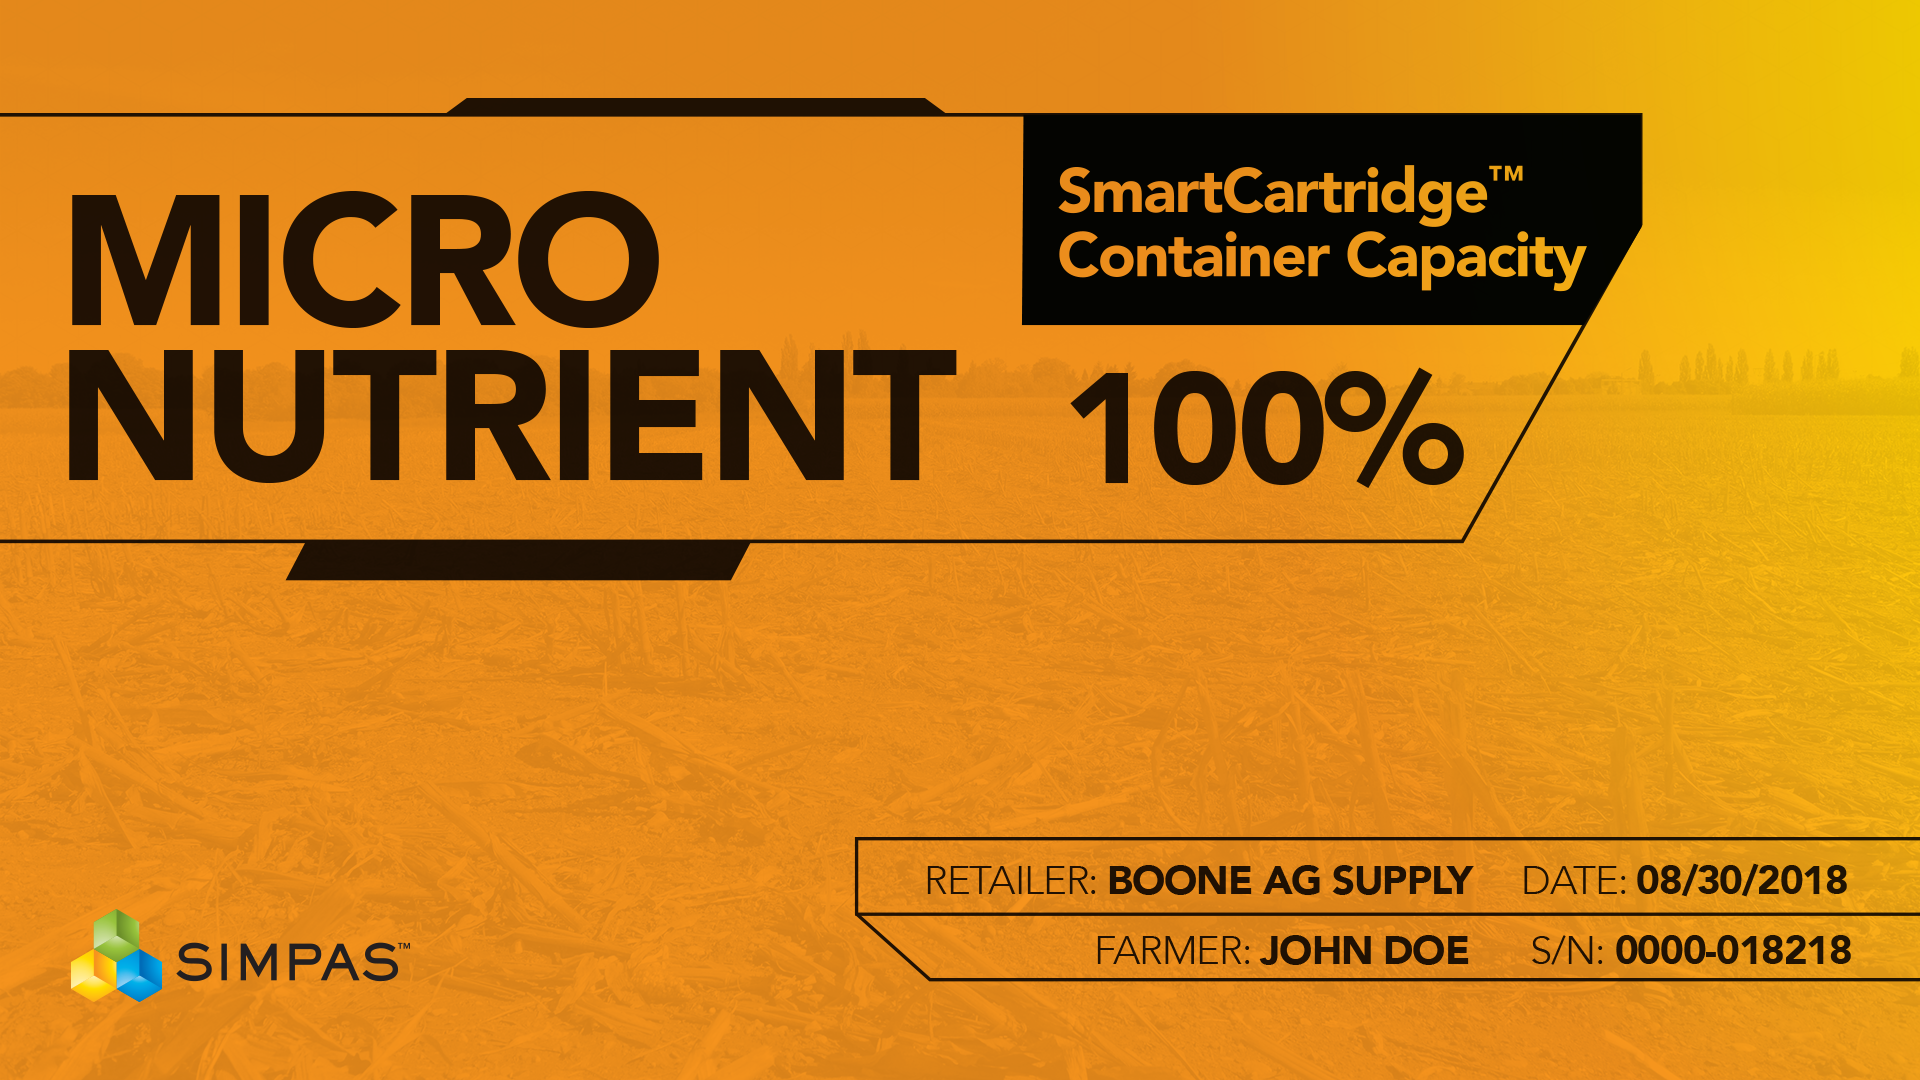 MICRO
NUTRIENT
SmartCartridge™
Container Capacity
100%
RETAILER: BOONE AG SUPPLY DATE: 08/30/2018
FARMER: JOHN DOE S/N: 0000-018218
SIMPAS™